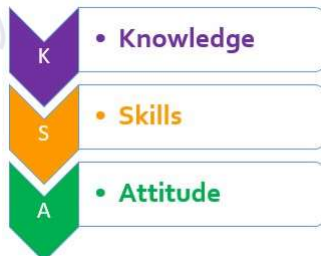 K
• Knowledge
S
• Skills
A
• Attitude